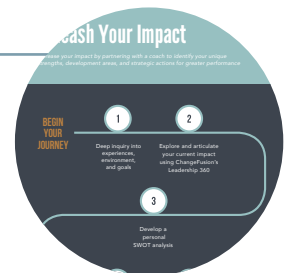 ash Your Impact
ease your impact by partnering with a coach to identify your unique
engths, development areas, and strategic actions for greater performance
BEGIN
YOUR
JOURNEY
1
2
Deep inquiry into
experiences,
environment,
and goals
Explore and articulate
your current impact
using ChangeFusion's
Leadership 360
3
Develop a
personal
SWOT analysis